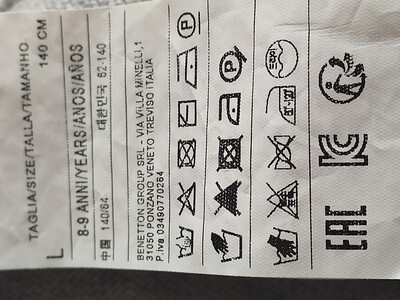 TAGLIA/SIZE/TALLA/TAMANHO
140 CM
L
8-9 ANNI/YEARS/ANOS/AÑOS
中国 140/64 대한민국 62-140
BENETTON GROUP SRL - VIA VILLA MINELLI,1
31050 PONZANO VENETO TREVISO ITALIA
P.iva 03490770264
P
P
EAC